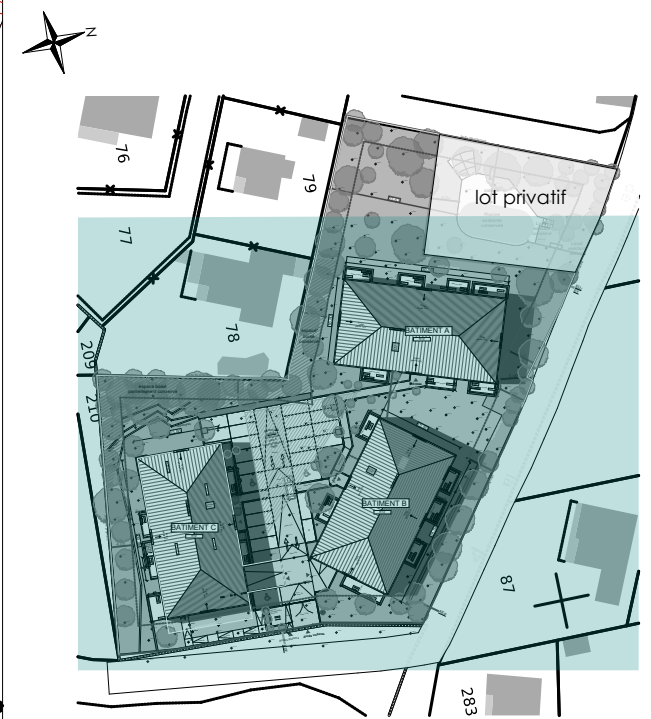 N
76
79
lot privatif
77
78
BATIMENT A
209
210
BATIMENT B
BATIMENT C
87
283